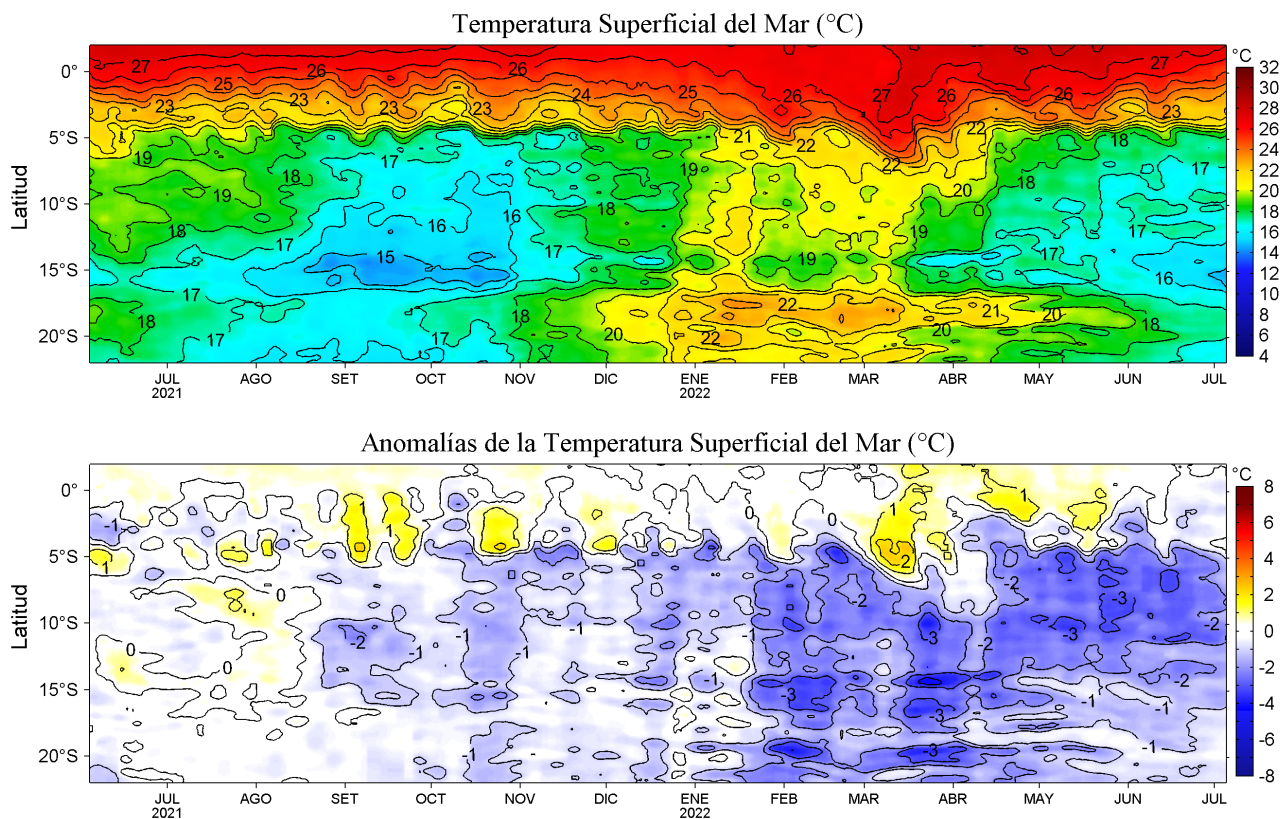 Temperatura Superficial del Mar (°C)
°C
Latitud
0°
5°S
10°S
15°S
20°S
32
30
28
26
24
22
20
18
16
14
12
10
8
6
4
27 26 26 27
25 25 26 27 26 26
23 23 23 23 24 23
21 22 22 18
19 17 22 18 17
19 18 19 20
18 16 16 18 19
17 17 17
15 19 16
17 22 21 20
18 18 20 20 18
17 17 22
JUL AGO SET OCT NOV DIC ENE FEB MAR ABR MAY JUN JUL
2021 2022
Anomalías de la Temperatura Superficial del Mar (°C)
°C
Latitud
0°
5°S
10°S
15°S
20°S
8
6
4
2
0
-2
-4
-6
-8
1 1 1
-1 1 0 0
1 2
0 -2 -2 -3
-2 -1 -1 -1 -3 -2 -2
0 0 -1
-1 -3 -2
-3 -1 -1
-1 -3 -1
JUL AGO SET OCT NOV DIC ENE FEB MAR ABR MAY JUN JUL
2021 2022